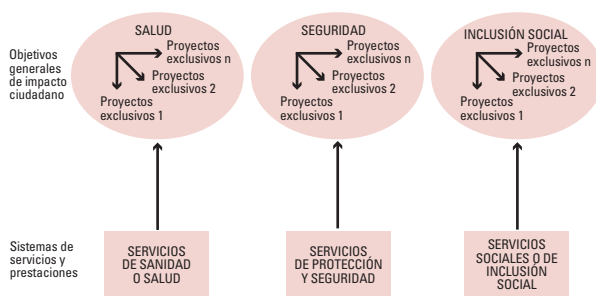 Objetivos
generales
de impacto
ciudadano
SALUD
Proyectos
exclusivos n
Proyectos
exclusivos 2
Proyectos
exclusivos 1
SEGURIDAD
Proyectos
exclusivos n
Proyectos
exclusivos 2
Proyectos
exclusivos 1
INCLUSIÓN SOCIAL
Proyectos
exclusivos n
Proyectos
exclusivos 2
Proyectos
exclusivos 1
Sistemas de
servicios y
prestaciones
SERVICIOS
DE SANIDAD
O SALUD
SERVICIOS
DE PROTECCIÓN
Y SEGURIDAD
SERVICIOS
SOCIALES O DE
INCLUSIÓN
SOCIAL